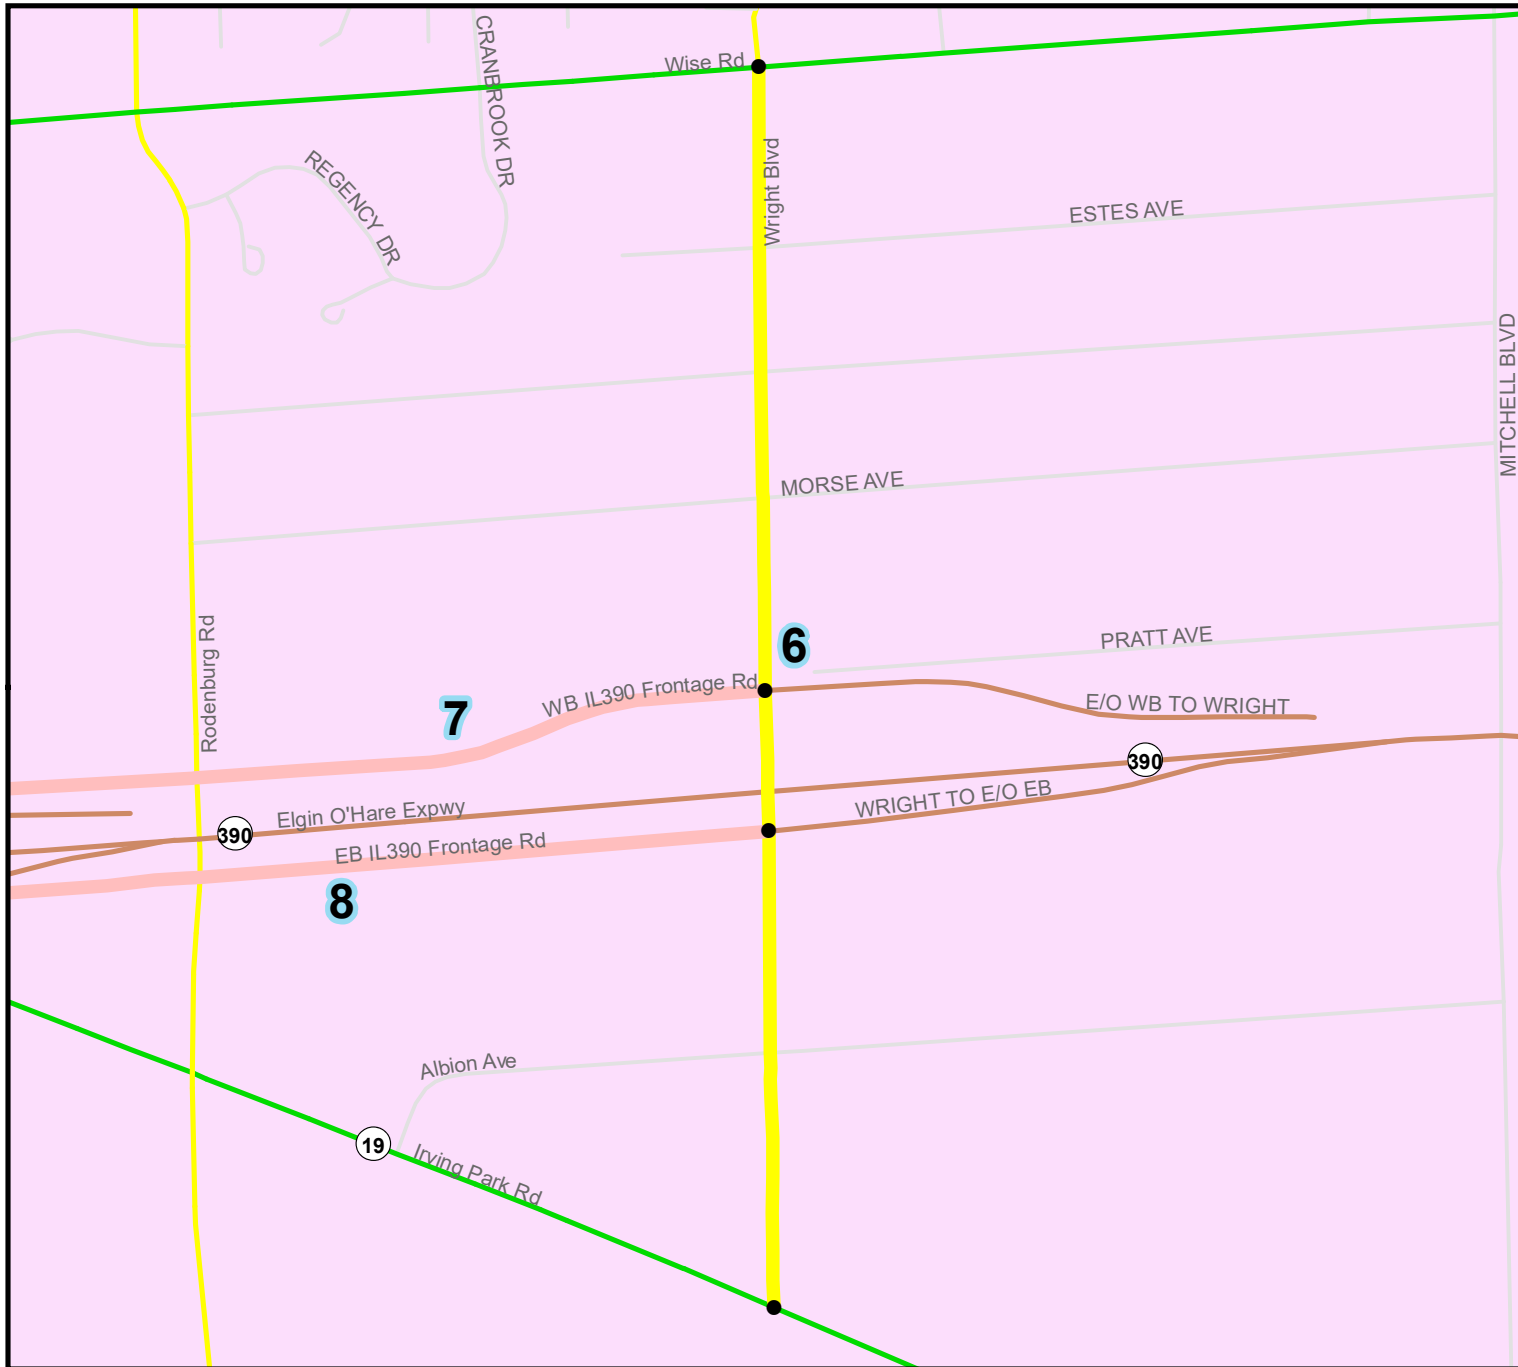 CRANBROOK DR
Wise Rd
Wright Blvd
REGENCY DR
ESTES AVE
MITCHELL BLVD
MORSE AVE
Rodenburg Rd
6
PRATT AVE
WB IL390 Frontage Rd
7
E/O WB TO WRIGHT
390
WRIGHT TO E/O EB
Elgin O'Hare Expwy
390
EB IL390 Frontage Rd
8
Albion Ave
19
Irving Park Rd